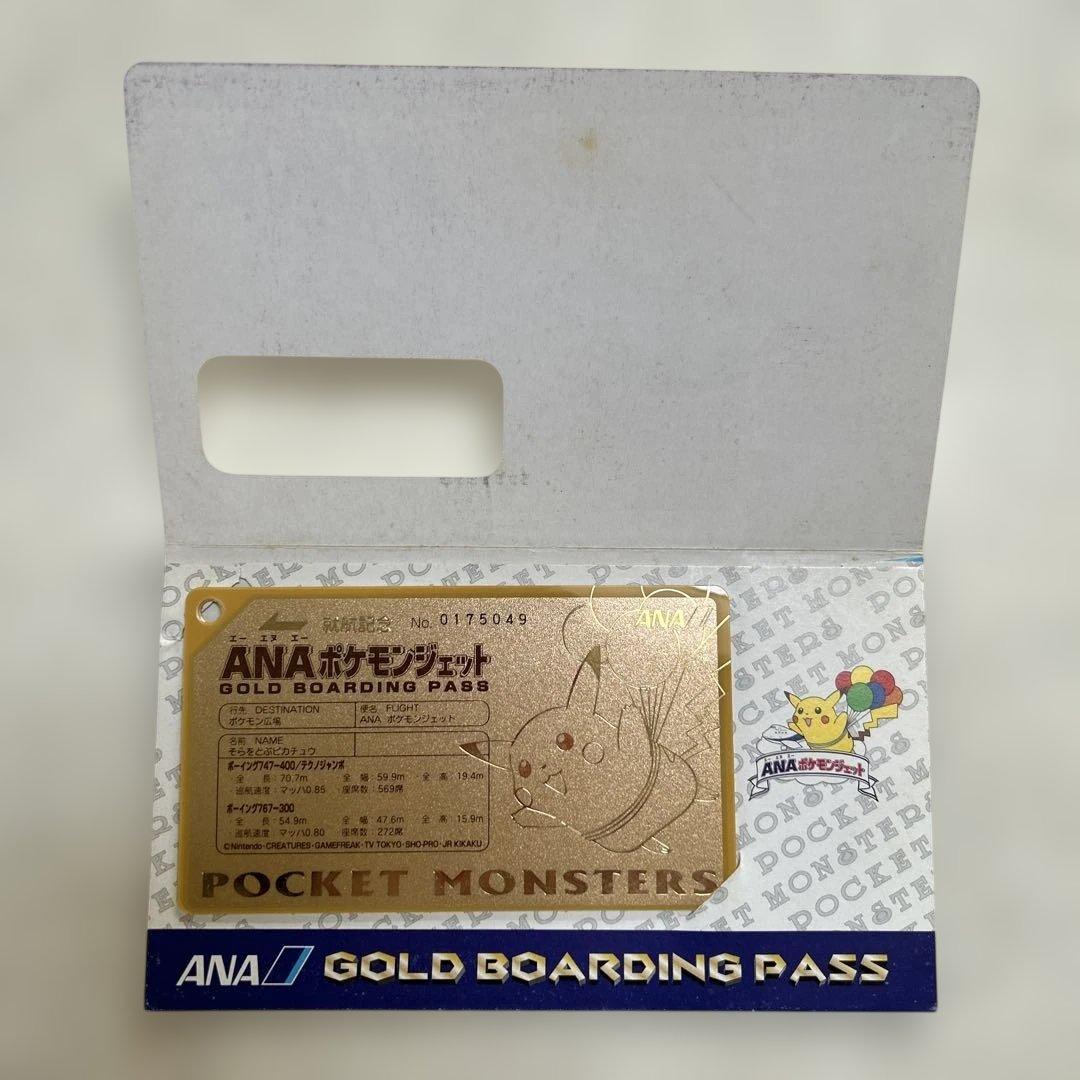 就航記念 No. 0175049
ANA
エー エヌ エー
ANAポケモンジェット
GOLD BOARDING PASS
行先 DESTINATION
ポケモン広場
便名 FLIGHT
ANA ポケモンジェット
名前 NAME
そらをとぶピカチュウ
ボーイング747-400/テクノジャンボ
・全 長：70.7m 全 幅：59.9m 全 高：19.4m
・巡航速度：マッハ0.85 ・座席数：569席
ボーイング767-300
・全 長：54.9m 全 幅：47.6m 全 高：15.9m
・巡航速度：マッハ0.80 ・座席数：272席
©Nintendo・CREATURES・GAMEFREAK・TV TOKYO・SHO-PRO・JR KIKAKU
POCKET MONSTERS
エー エヌ エー
ANAポケモンジェット
POCKET MONSTERS
ANA GOLD BOARDING PASS